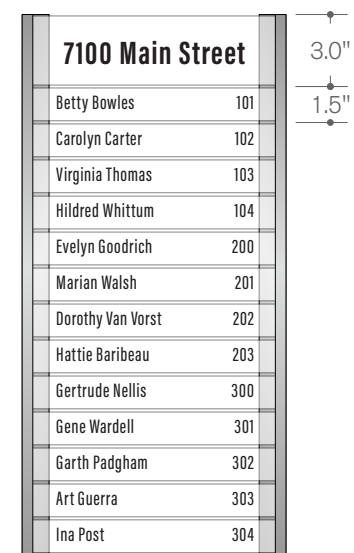 7100 Main Street
3.0"
Betty Bowles 101
1.5"
Carolyn Carter 102
Virginia Thomas 103
Hildred Whittum 104
Evelyn Goodrich 200
Marian Walsh 201
Dorothy Van Vorst 202
Hattie Baribeau 203
Gertrude Nellis 300
Gene Wardell 301
Garth Padgham 302
Art Guerra 303
Ina Post 304